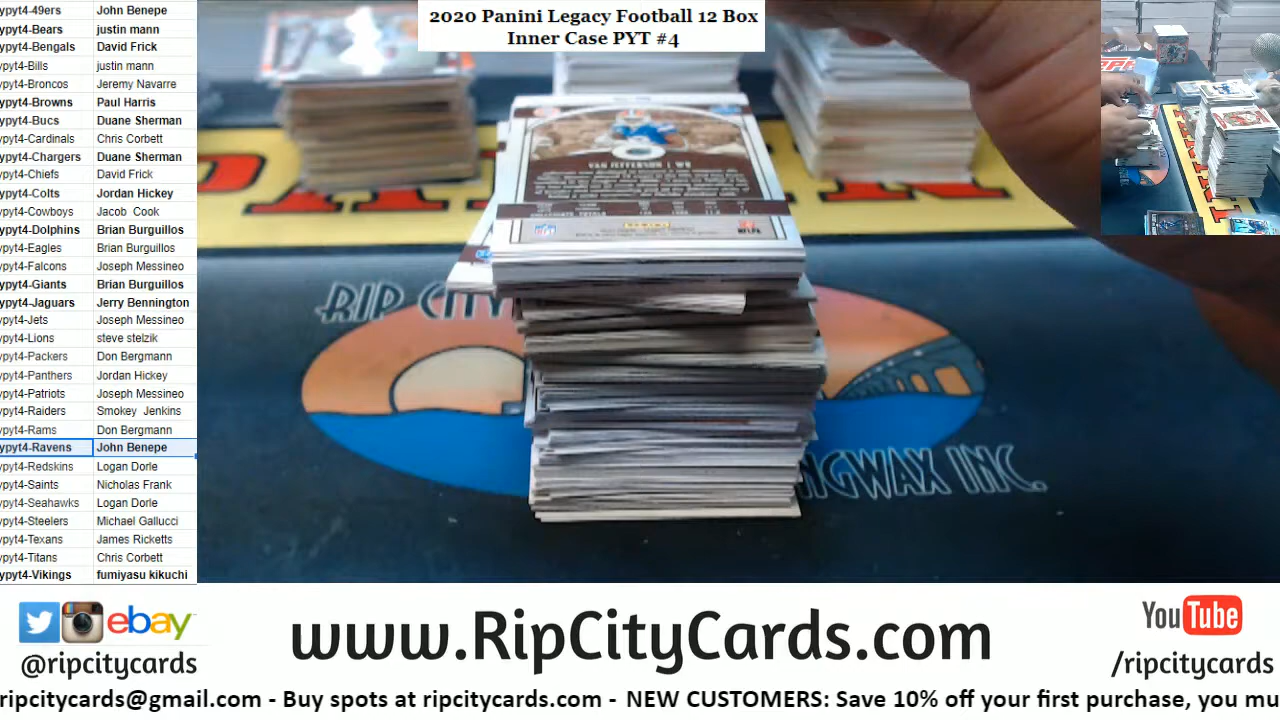 2020 Panini Legacy Football 12 Box
Inner Case PYT #4
ypyt4-49ers John Benepe
ypyt4-Bears justin mann
ypyt4-Bengals David Frick
ypyt4-Bills justin mann
ypyt4-Broncos Jeremy Navarre
ypyt4-Browns Paul Harris
ypyt4-Bucs Duane Sherman
ypyt4-Cardinals Chris Corbett
ypyt4-Chargers Duane Sherman
ypyt4-Chiefs David Frick
ypyt4-Colts Jordan Hickey
ypyt4-Cowboys Jacob Cook
ypyt4-Dolphins Brian Burguillos
ypyt4-Eagles Brian Burguillos
ypyt4-Falcons Joseph Messineo
ypyt4-Giants Brian Burguillos
ypyt4-Jaguars Jerry Bennington
ypyt4-Jets Joseph Messineo
ypyt4-Lions steve stelzik
ypyt4-Packers Don Bergmann
ypyt4-Panthers Jordan Hickey
ypyt4-Patriots Joseph Messineo
ypyt4-Raiders Smokey Jenkins
ypyt4-Rams Don Bergmann
ypyt4-Ravens John Benepe
ypyt4-Redskins Logan Dorle
ypyt4-Saints Nicholas Frank
ypyt4-Seahawks Logan Dorle
ypyt4-Steelers Michael Gallucci
ypyt4-Texans James Ricketts
ypyt4-Titans Chris Corbett
ypyt4-Vikings fumiyasu kikuchi
VAN JEFFERSON | WR
RIP CITY
NGWAX INC.
ebay
@ripcitycards
www.RipCityCards.com
YouTube
/ripcitycards
ripcitycards@gmail.com - Buy spots at ripcitycards.com - NEW CUSTOMERS: Save 10% off your first purchase, you mu